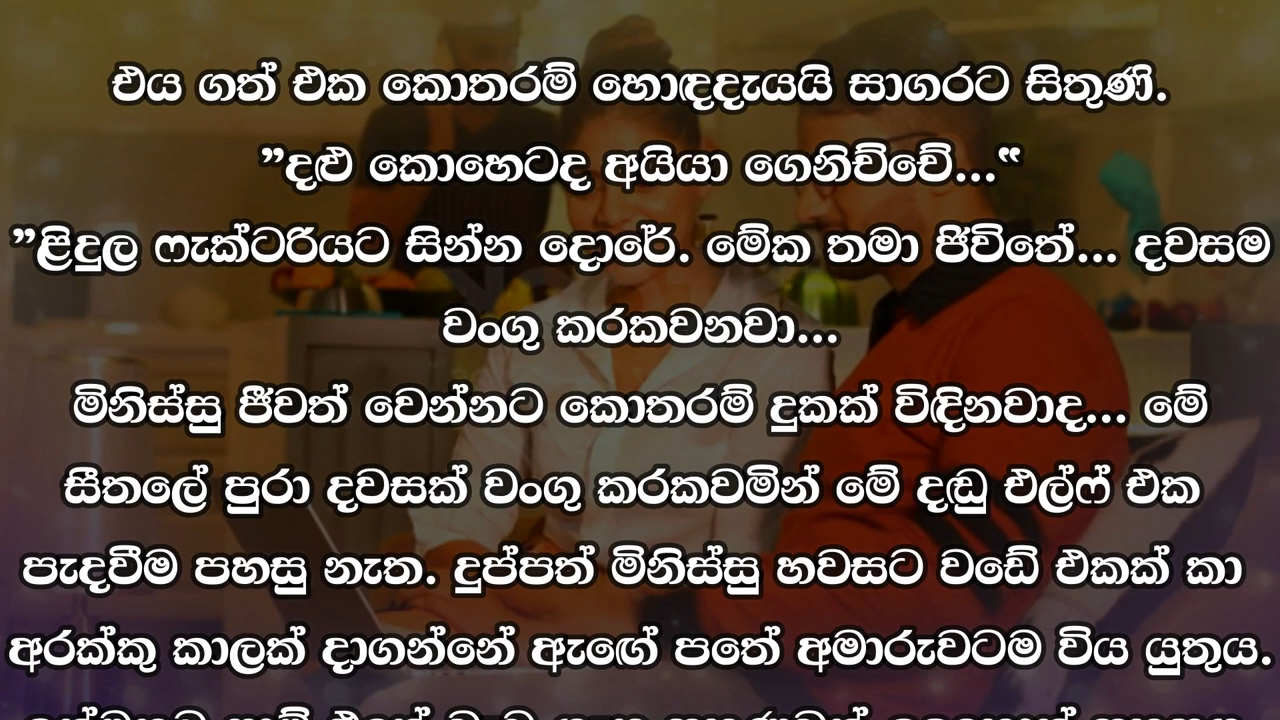 එය ගත් එක කොතරම් හොඳදැයයි සාගරට සිතුණි.
”දළු කොහෙටද අයියා ගෙනිච්චේ...“
”ළිඳුල ෆැක්ටරියට සින්න දොරේ. මේක තමා ජිවිතේ... දවසම
වංගු කරකවනවා...
මිනිස්සු ජීවත් වෙන්නට කොතරම් දුකක් විඳිනවාද... මේ
සීතලේ පුරා දවසක් වංගු කරකවමින් මේ දඬු එල්ෆ් එක
පැදවීම පහසු නැත. දුප්පත් මිනිස්සු හවසට වඩේ එකක් කා
අරක්කු කාලක් දාගන්නේ ඇඟේ පතේ අමාරුවටම විය යුතුය.